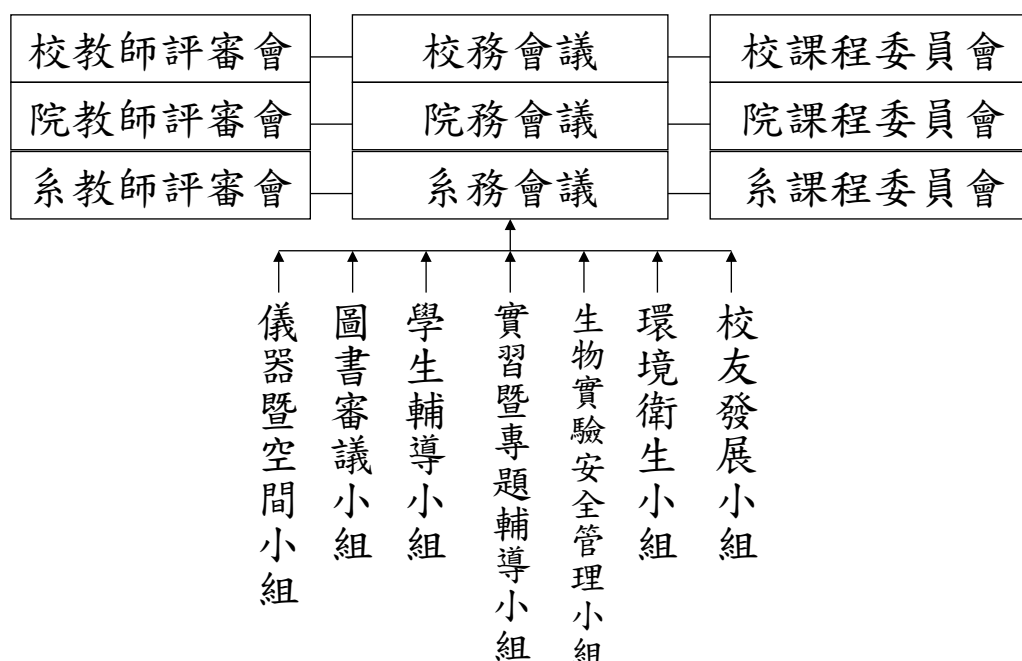 校教師評審會 校務會議 校課程委員會
院教師評審會 院務會議 院課程委員會
系教師評審會 系務會議 系課程委員會
儀器暨空間小組
圖書審議小組
學生輔導小組
實習暨專題輔導小組
生物實驗安全管理小組
環境衛生小組
校友發展小組